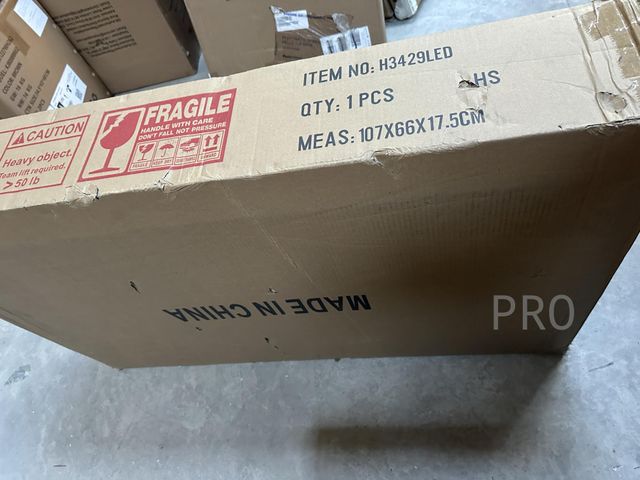 ITEM NO: H3429LED
QTY: 1 PCS
HS
MEAS: 107X66X17.5CM
CAUTION
Heavy object.
Team lift required.
> 50 lb
FRAGILE
HANDLE WITH CARE
DON'T FALL NOT PRESSURE
MADE IN CHINA
PRO